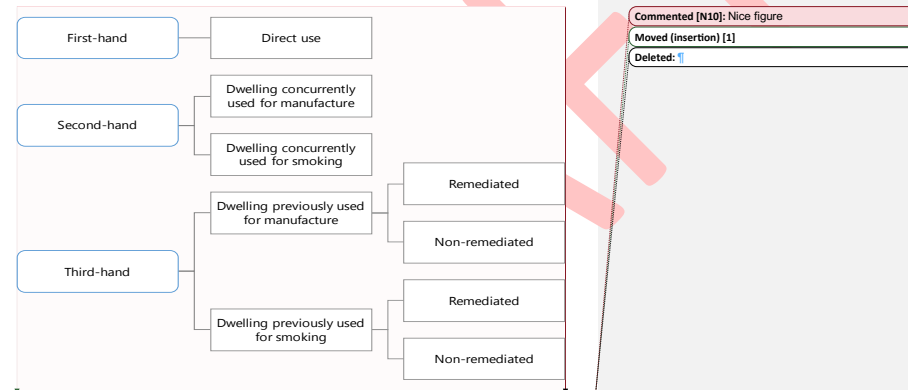 First-hand
Direct use
Second-hand
Dwelling concurrently
used for manufacture
Dwelling concurrently
used for smoking
Third-hand
Dwelling previously used
for manufacture
Remediated
Non-remediated
Dwelling previously used
for smoking
Remediated
Non-remediated
Commented [N10]: Nice figure
Moved (insertion) [1]
Deleted: ¶